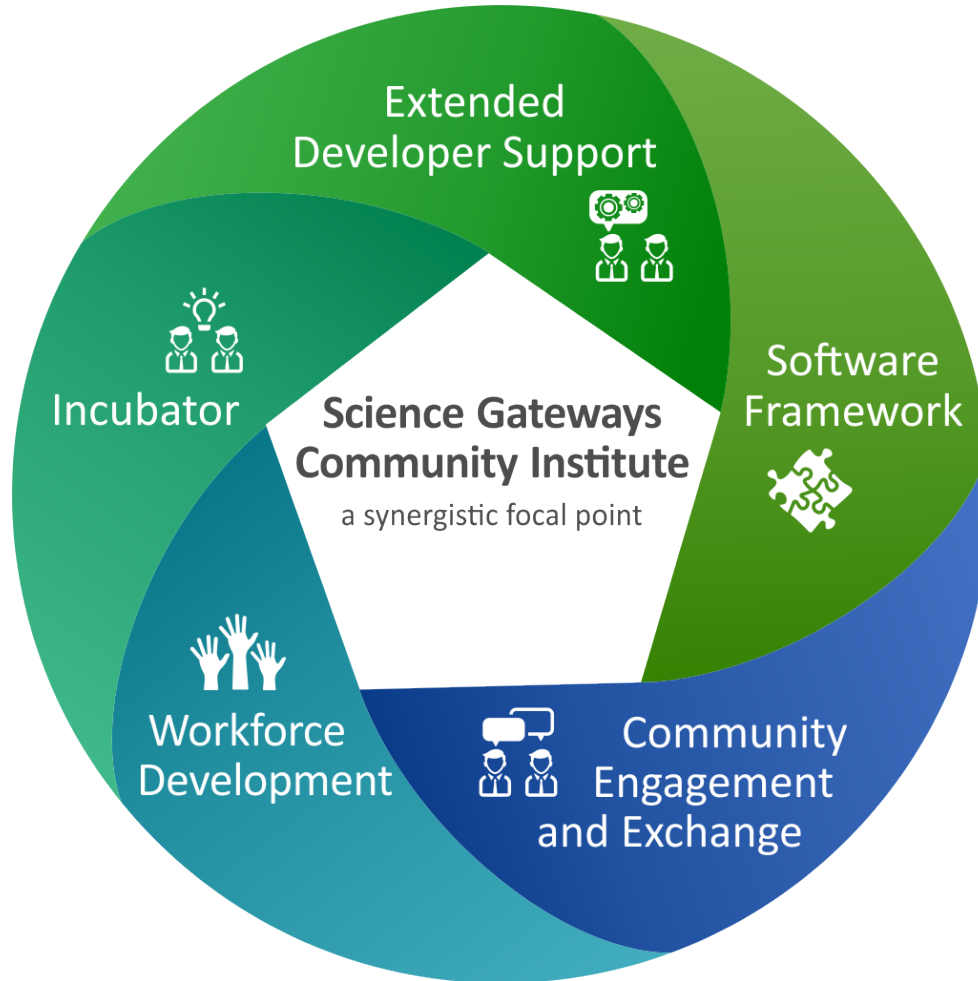 Extended
Developer Support
Software
Framework
Incubator
Science Gateways
Community Institute
a synergistic focal point
Workforce
Development
Community
Engagement
and Exchange